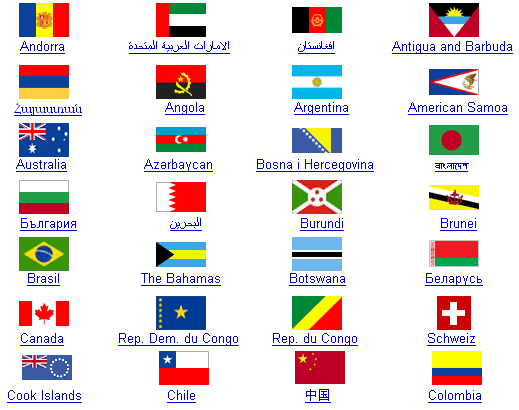 Andorra
الامارات العربية المتحدة
افغانستان
Antigua and Barbuda
Հայաստան
Angola
Argentina
American Samoa
Australia
Azərbaycan
Bosna i Hercegovina
বাংলাদেশ
България
البحرين
Burundi
Brunei
Brasil
The Bahamas
Botswana
Беларусь
Canada
Rep. Dem. du Congo
Rep. du Congo
Schweiz
Cook Islands
Chile
中国
Colombia